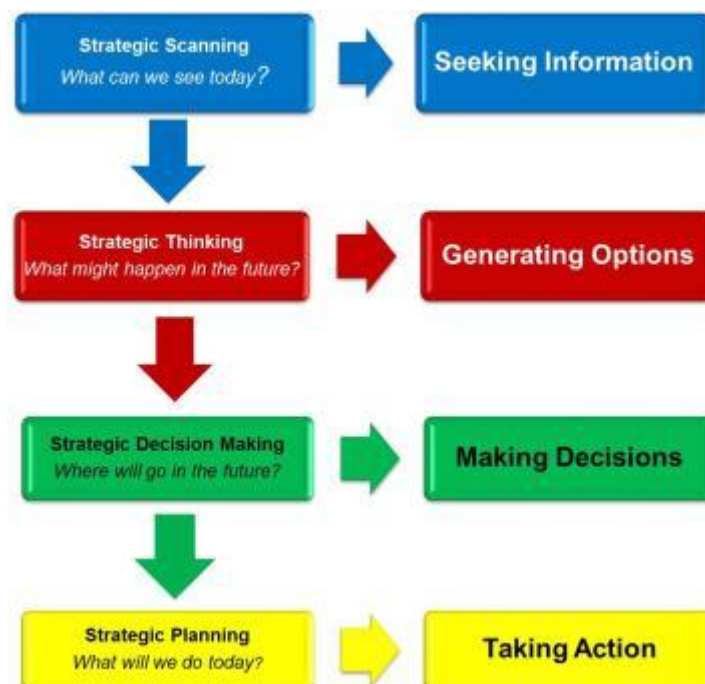 Strategic Scanning
What can we see today?
Seeking Information
Strategic Thinking
What might happen in the future?
Generating Options
Strategic Decision Making
Where will go in the future?
Making Decisions
Strategic Planning
What will we do today?
Taking Action